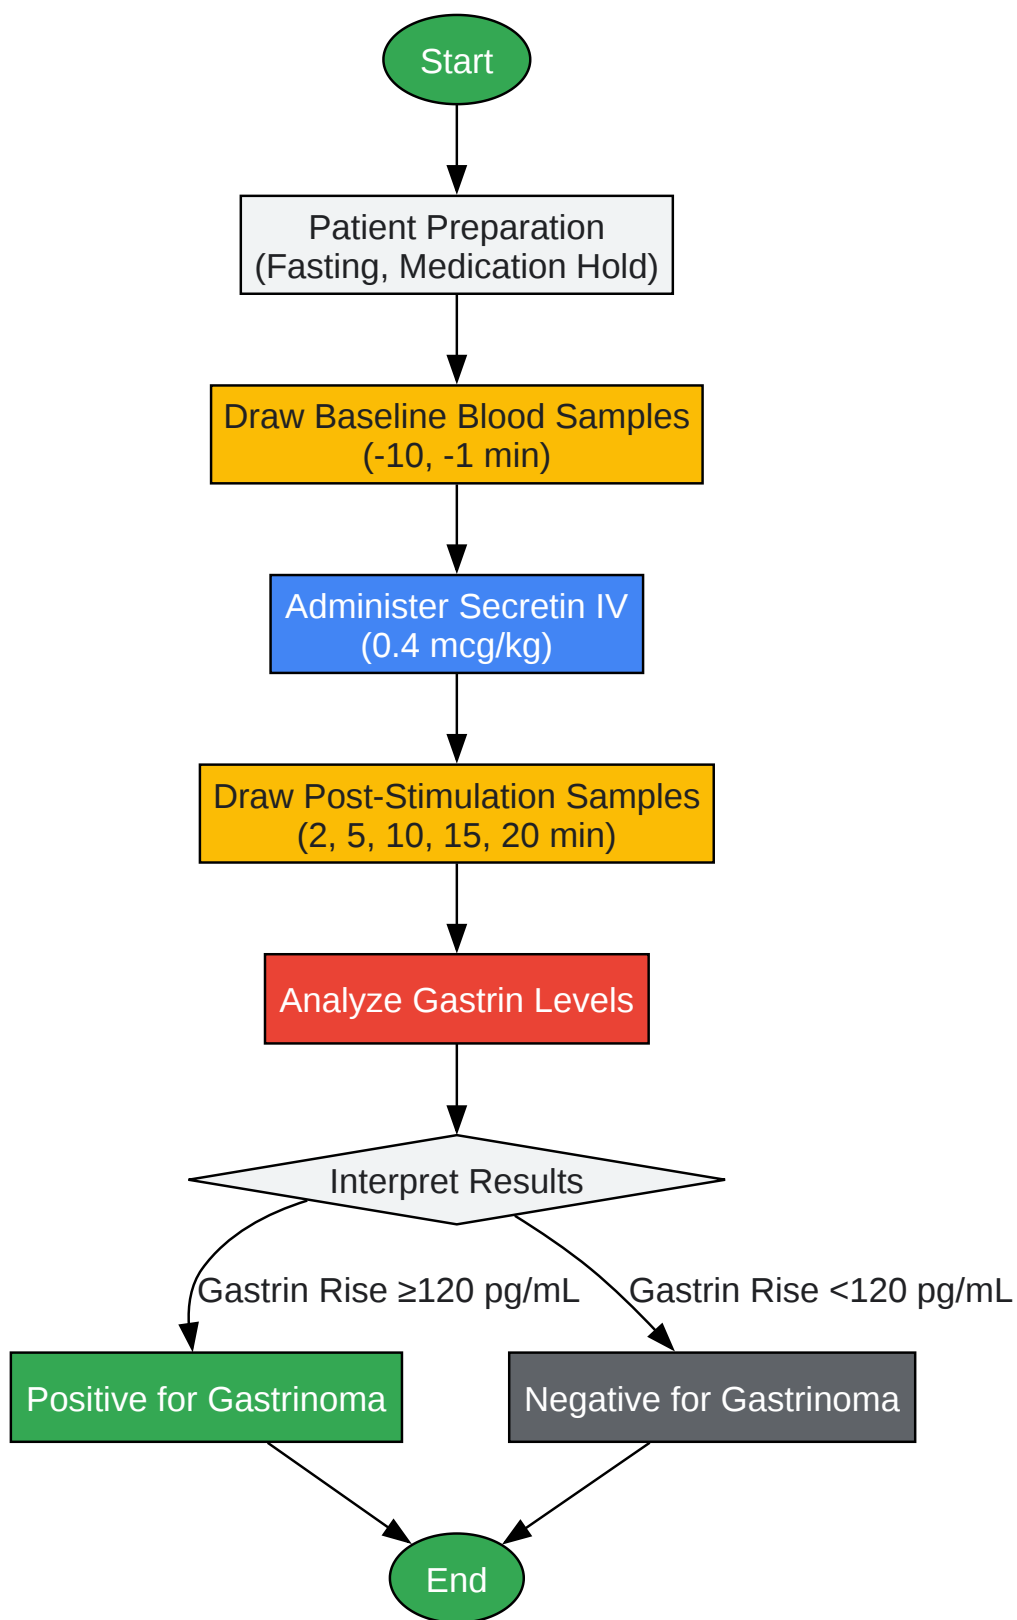 Start
Patient Preparation
(Fasting, Medication Hold)
Draw Baseline Blood Samples
(-10, -1 min)
Administer Secretin IV
(0.4 mcg/kg)
Draw Post-Stimulation Samples
(2, 5, 10, 15, 20 min)
Analyze Gastrin Levels
Interpret Results
Gastrin Rise ≥120 pg/mL
Gastrin Rise <120 pg/mL
Positive for Gastrinoma
Negative for Gastrinoma
End